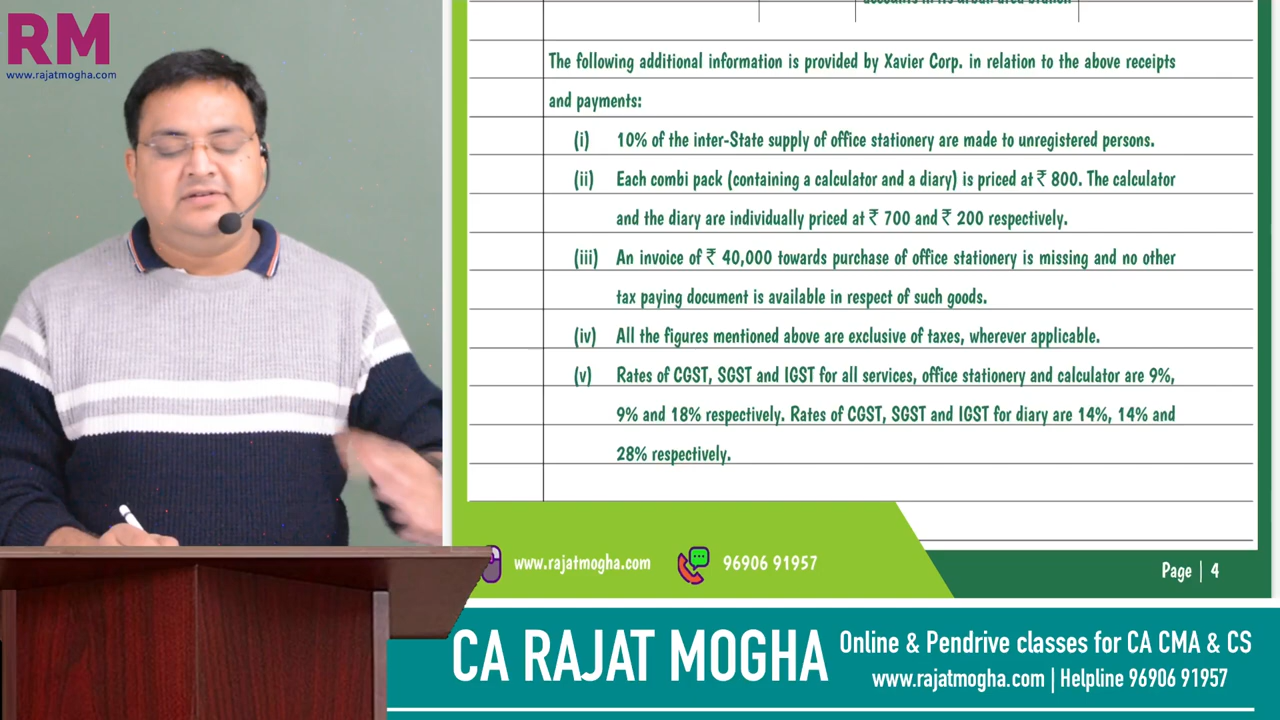 RM
www.rajatmogha.com
accounts in its urban area branch
The following additional information is provided by Xavier Corp. in relation to the above receipts
and payments:
(i) 10% of the inter-State supply of office stationery are made to unregistered persons.
(ii) Each combi pack (containing a calculator and a diary) is priced at ₹ 800. The calculator
and the diary are individually priced at ₹ 700 and ₹ 200 respectively.
(iii) An invoice of ₹ 40,000 towards purchase of office stationery is missing and no other
tax paying document is available in respect of such goods.
(iv) All the figures mentioned above are exclusive of taxes, wherever applicable.
(v) Rates of CGST, SGST and IGST for all services, office stationery and calculator are 9%,
9% and 18% respectively. Rates of CGST, SGST and IGST for diary are 14%, 14% and
28% respectively.
www.rajatmogha.com 96906 91957
Page | 4
CA RAJAT MOGHA
Online & Pendrive classes for CA CMA & CS
www.rajatmogha.com | Helpline 96906 91957